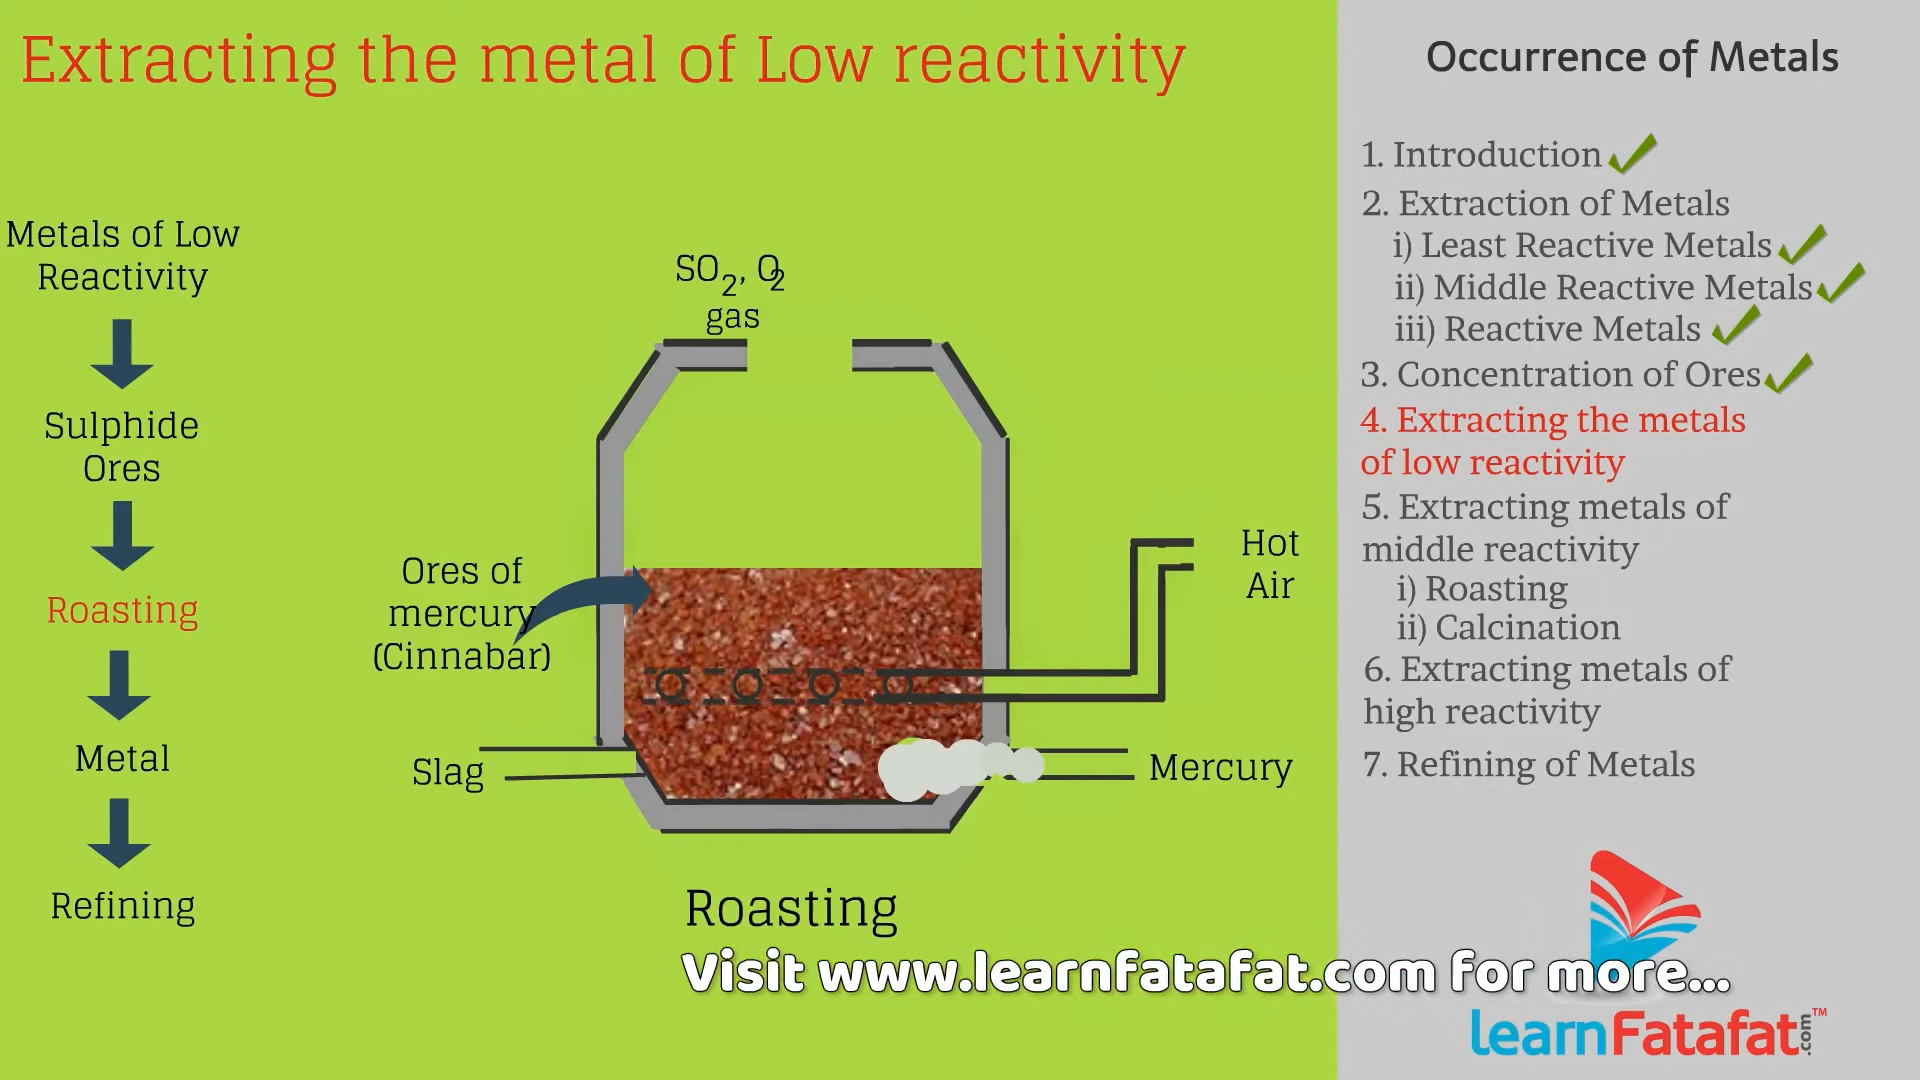 Extracting the metal of Low reactivity
Metals of Low
Reactivity
Sulphide
Ores
Roasting
Metal
Refining
SO₂, O₂
gas
Ores of
mercury
(Cinnabar)
Slag
Hot
Air
Mercury
Roasting
Occurrence of Metals
1. Introduction
2. Extraction of Metals
i) Least Reactive Metals
ii) Middle Reactive Metals
iii) Reactive Metals
3. Concentration of Ores
4. Extracting the metals
of low reactivity
5. Extracting metals of
middle reactivity
i) Roasting
ii) Calcination
6. Extracting metals of
high reactivity
7. Refining of Metals
Visit www.learnfatafat.com for more...
learnFatafat.com™